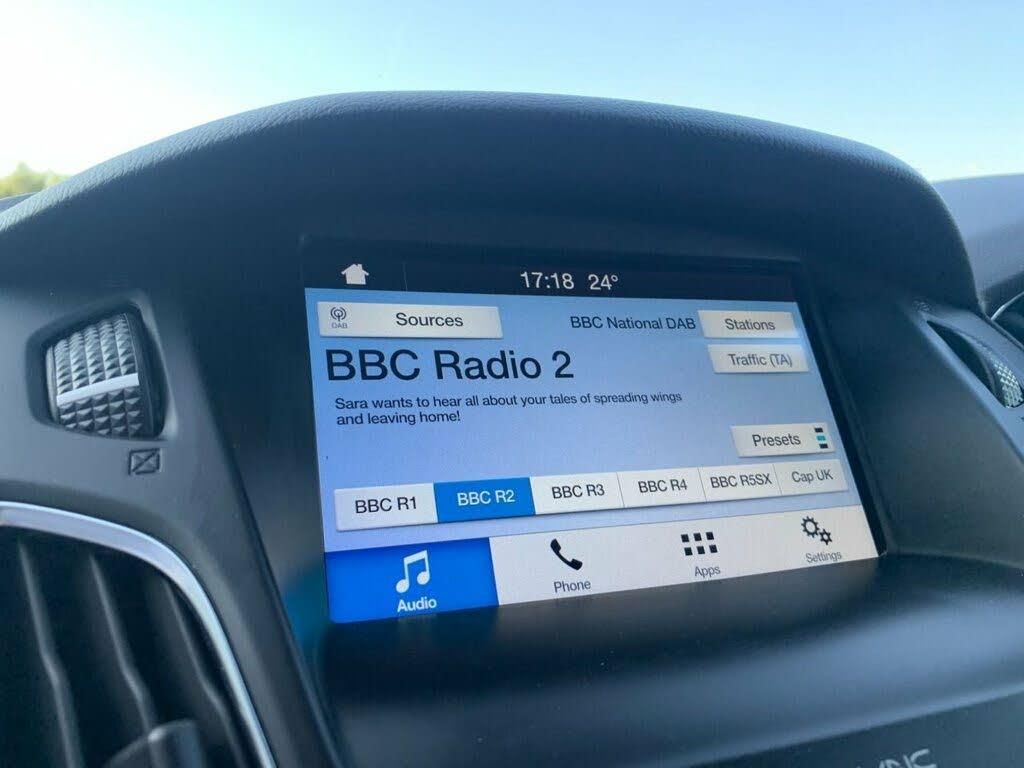 17:18 24°
DAB
Sources
BBC National DAB
Stations
BBC Radio 2
Traffic (TA)
Sara wants to hear all about your tales of spreading wings
and leaving home!
Presets
BBC R1 BBC R2 BBC R3 BBC R4 BBC R5SX Cap UK
Audio Phone Apps Settings